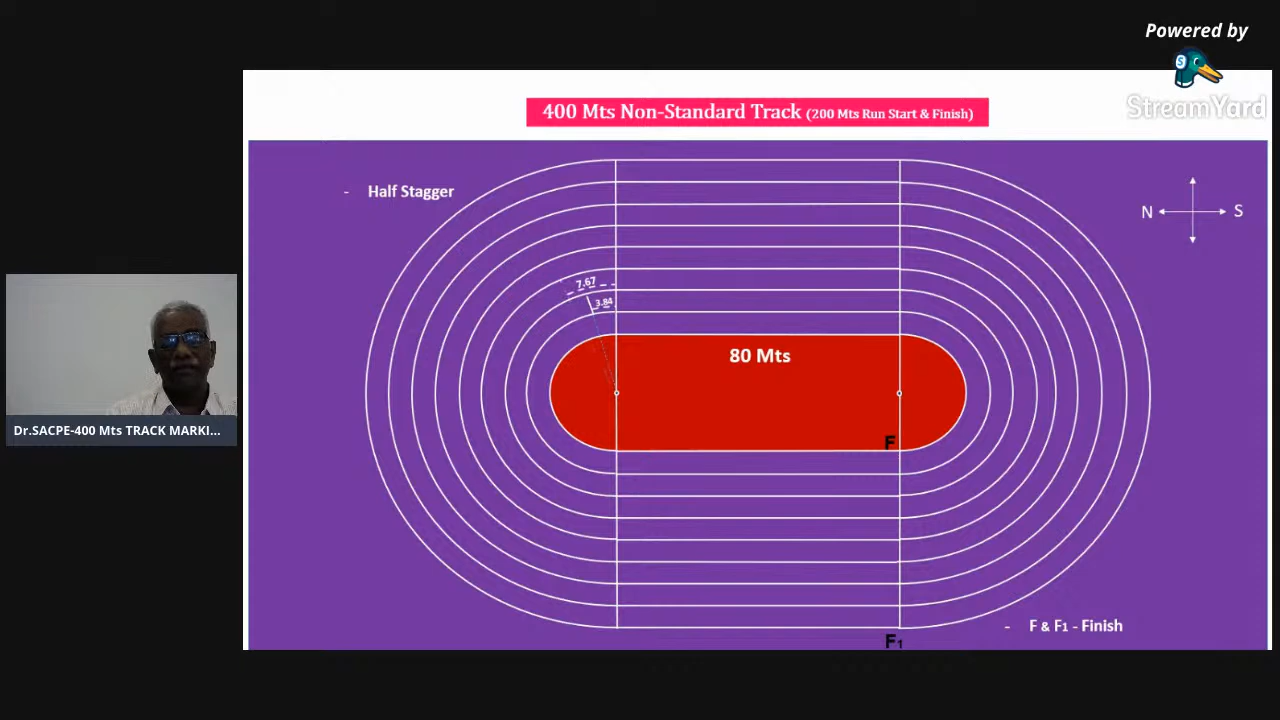 Powered by
StreamYard
400 Mts Non-Standard Track (200 Mts Run Start & Finish)
- Half Stagger
N S
7.67
3.84
80 Mts
F
Dr.SACPE-400 Mts TRACK MARKI...
- F & F1 - Finish
F1